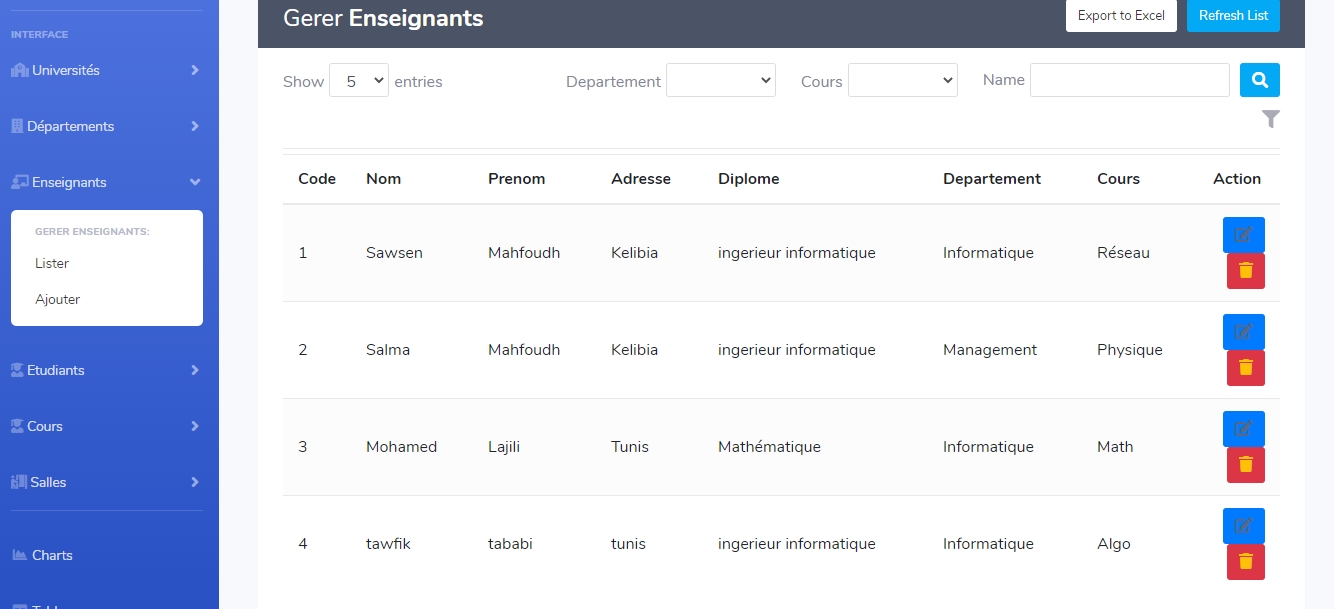 INTERFACE
Universités
Départements
Enseignants
GERER ENSEIGNANTS:
Lister
Ajouter
Etudiants
Cours
Salles
Charts
Gerer Enseignants
Export to Excel
Refresh List
Show 5 entries
Departement
Cours
Name
Code Nom Prenom Adresse Diplome Departement Cours Action
1 Sawsen Mahfoudh Kelibia ingerieur informatique Informatique Réseau
2 Salma Mahfoudh Kelibia ingerieur informatique Management Physique
3 Mohamed Lajili Tunis Mathématique Informatique Math
4 tawfik tababi tunis ingerieur informatique Informatique Algo